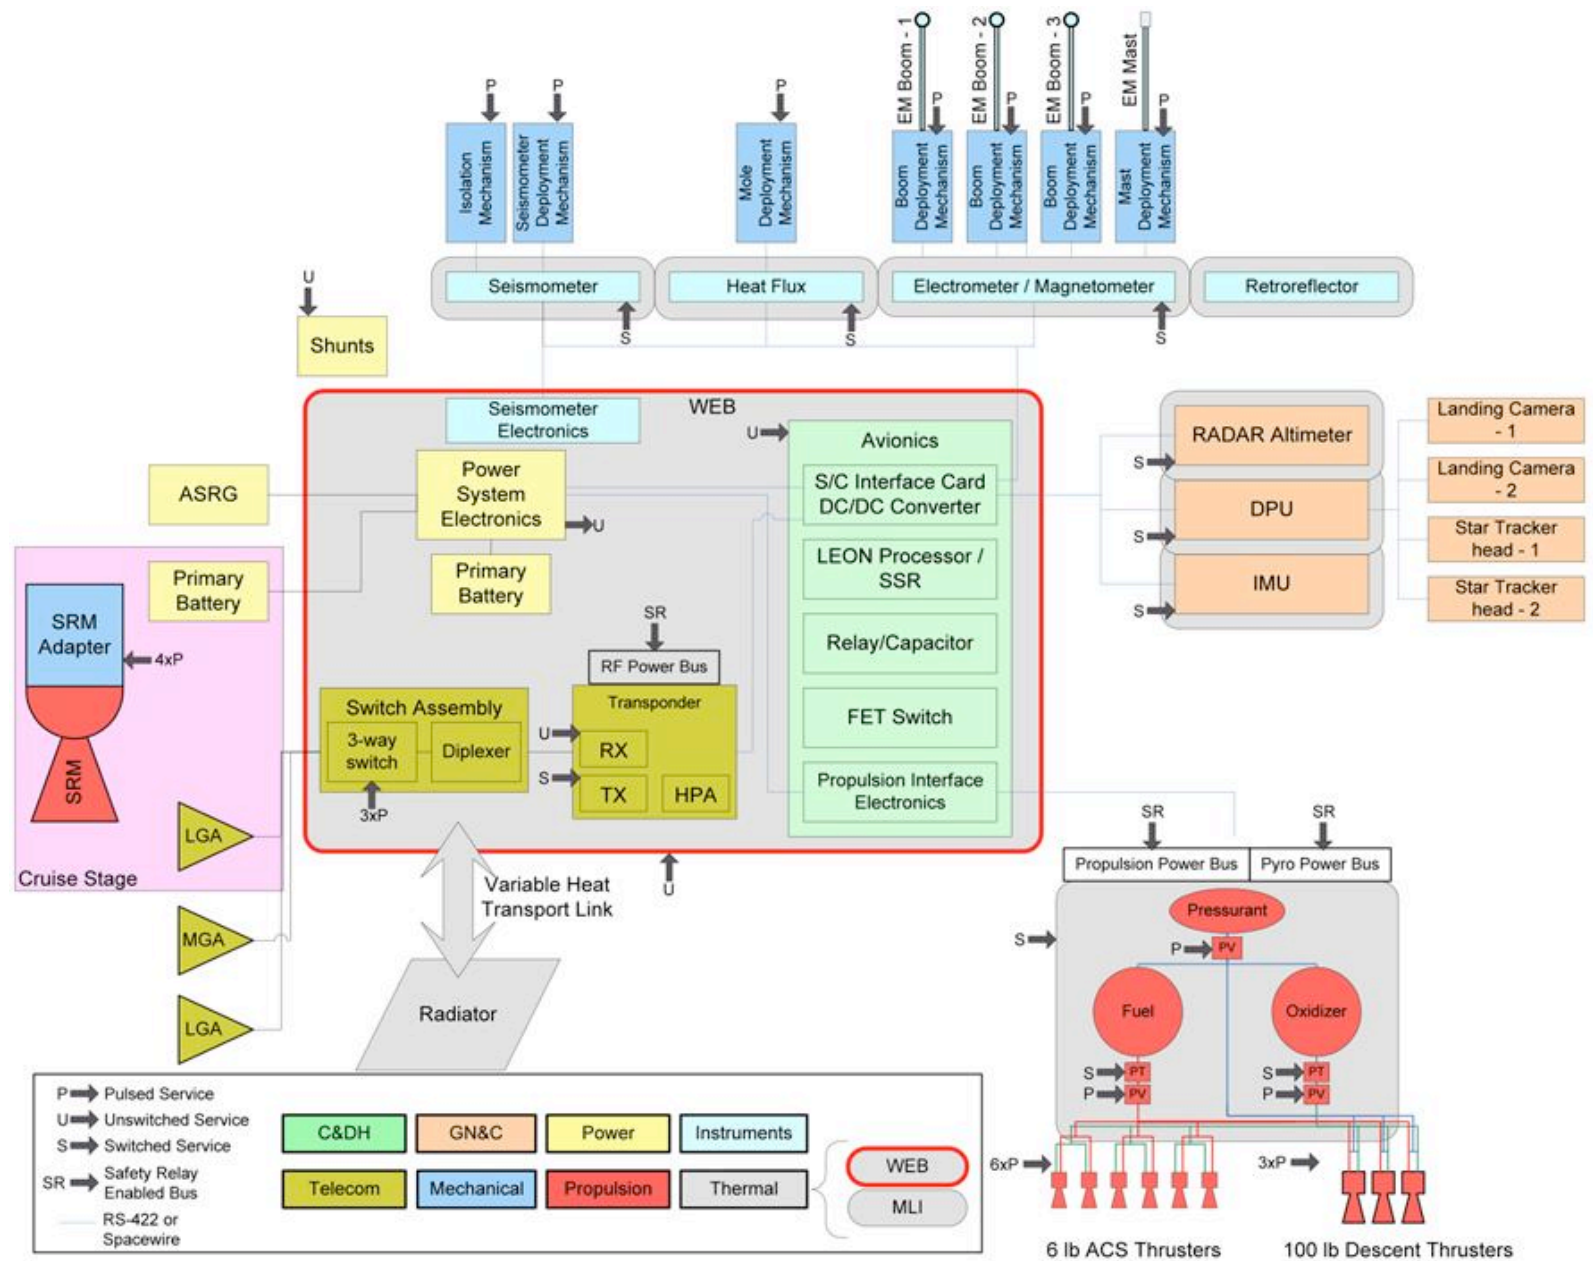 EM Boom - 1
EM Boom - 2
EM Boom - 3
EM Mast
P
P
P
P
P
P
P
Isolation
Mechanism
Seismometer
Deployment
Mechanism
Mole
Deployment
Mechanism
Boom
Deployment
Mechanism
Boom
Deployment
Mechanism
Boom
Deployment
Mechanism
Mast
Deployment
Mechanism
Seismometer
Heat Flux
Electrometer / Magnetometer
Retroreflector
S
S
S
U
Shunts
WEB
Seismometer
Electronics
ASRG
Power
System
Electronics
U
Primary
Battery
Primary
Battery
U
Avionics
S/C Interface Card
DC/DC Converter
LEON Processor /
SSR
Relay/Capacitor
FET Switch
Propulsion Interface
Electronics
RADAR Altimeter
S
DPU
S
IMU
S
Landing Camera
- 1
Landing Camera
- 2
Star Tracker
head - 1
Star Tracker
head - 2
SRM
Adapter
4xP
SRM
LGA
Cruise Stage
MGA
LGA
SR
RF Power Bus
Switch Assembly
3-way
switch
Diplexer
3xP
Transponder
U
RX
S
TX
HPA
U
Variable Heat
Transport Link
Radiator
SR
SR
Propulsion Power Bus
Pyro Power Bus
S
Pressurant
P
PV
Fuel
Oxidizer
S
PT
S
PT
P
PV
P
PV
6xP
3xP
6 lb ACS Thrusters
100 lb Descent Thrusters
P
Pulsed Service
U
Unswitched Service
S
Switched Service
SR
Safety Relay
Enabled Bus
RS-422 or
Spacewire
C&DH
GN&C
Power
Instruments
Telecom
Mechanical
Propulsion
Thermal
WEB
MLI